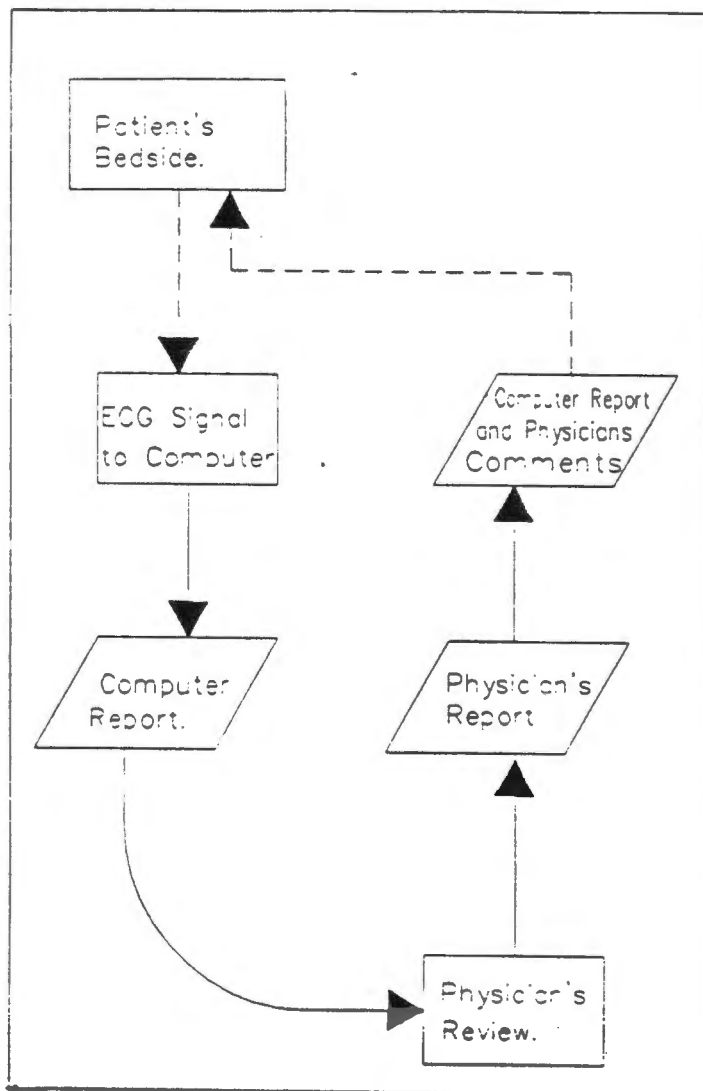 Patient's
Bedside.
ECG Signal
to Computer
Computer
Report.
Physician's
Review.
Physician's
Report
Computer Report
and Physicians
Comments